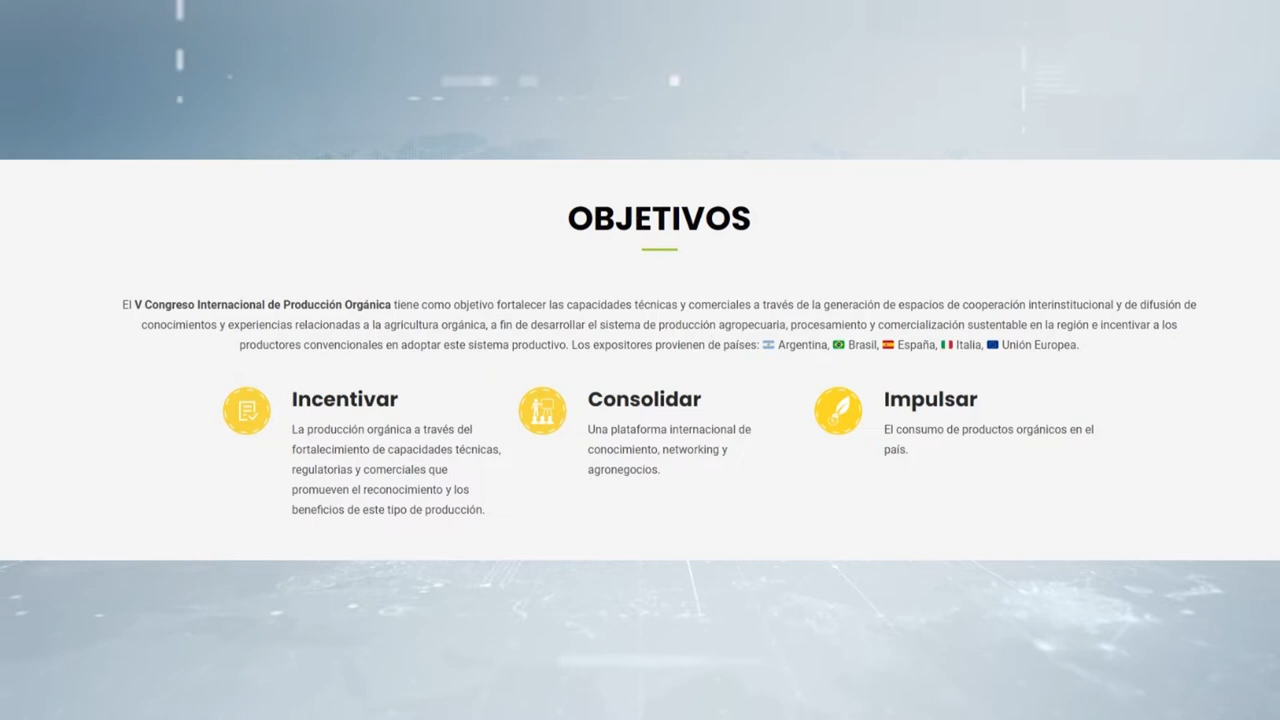 OBJETIVOS
El V Congreso Internacional de Producción Orgánica tiene como objetivo fortalecer las capacidades técnicas y comerciales a través de la generación de espacios de cooperación interinstitucional y de difusión de
conocimientos y experiencias relacionadas a la agricultura orgánica, a fin de desarrollar el sistema de producción agropecuaria, procesamiento y comercialización sustentable en la región e incentivar a los
productores convencionales en adoptar este sistema productivo. Los expositores provienen de países: 🇦🇷 Argentina, 🇧🇷 Brasil, 🇪🇸 España, 🇮🇹 Italia, 🇪🇺 Unión Europea.
Incentivar
La producción orgánica a través del
fortalecimiento de capacidades técnicas,
regulatorias y comerciales que
promueven el reconocimiento y los
beneficios de este tipo de producción.
Consolidar
Una plataforma internacional de
conocimiento, networking y
agronegocios.
Impulsar
El consumo de productos orgánicos en el
país.